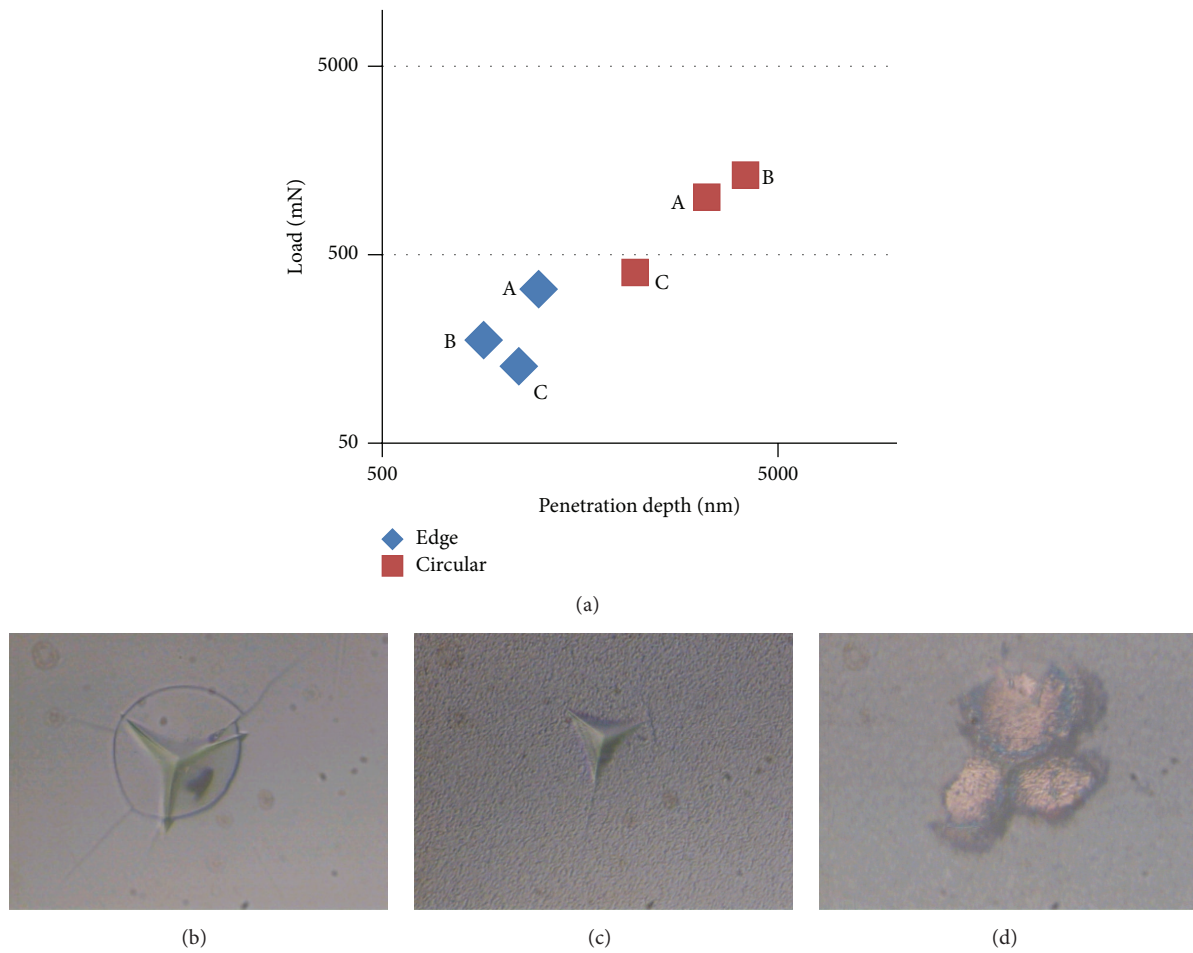 5000
B
A
Load (mN)
500
C
A
B
C
50
500 5000
Penetration depth (nm)
Edge
Circular
(a)
(b) (c) (d)